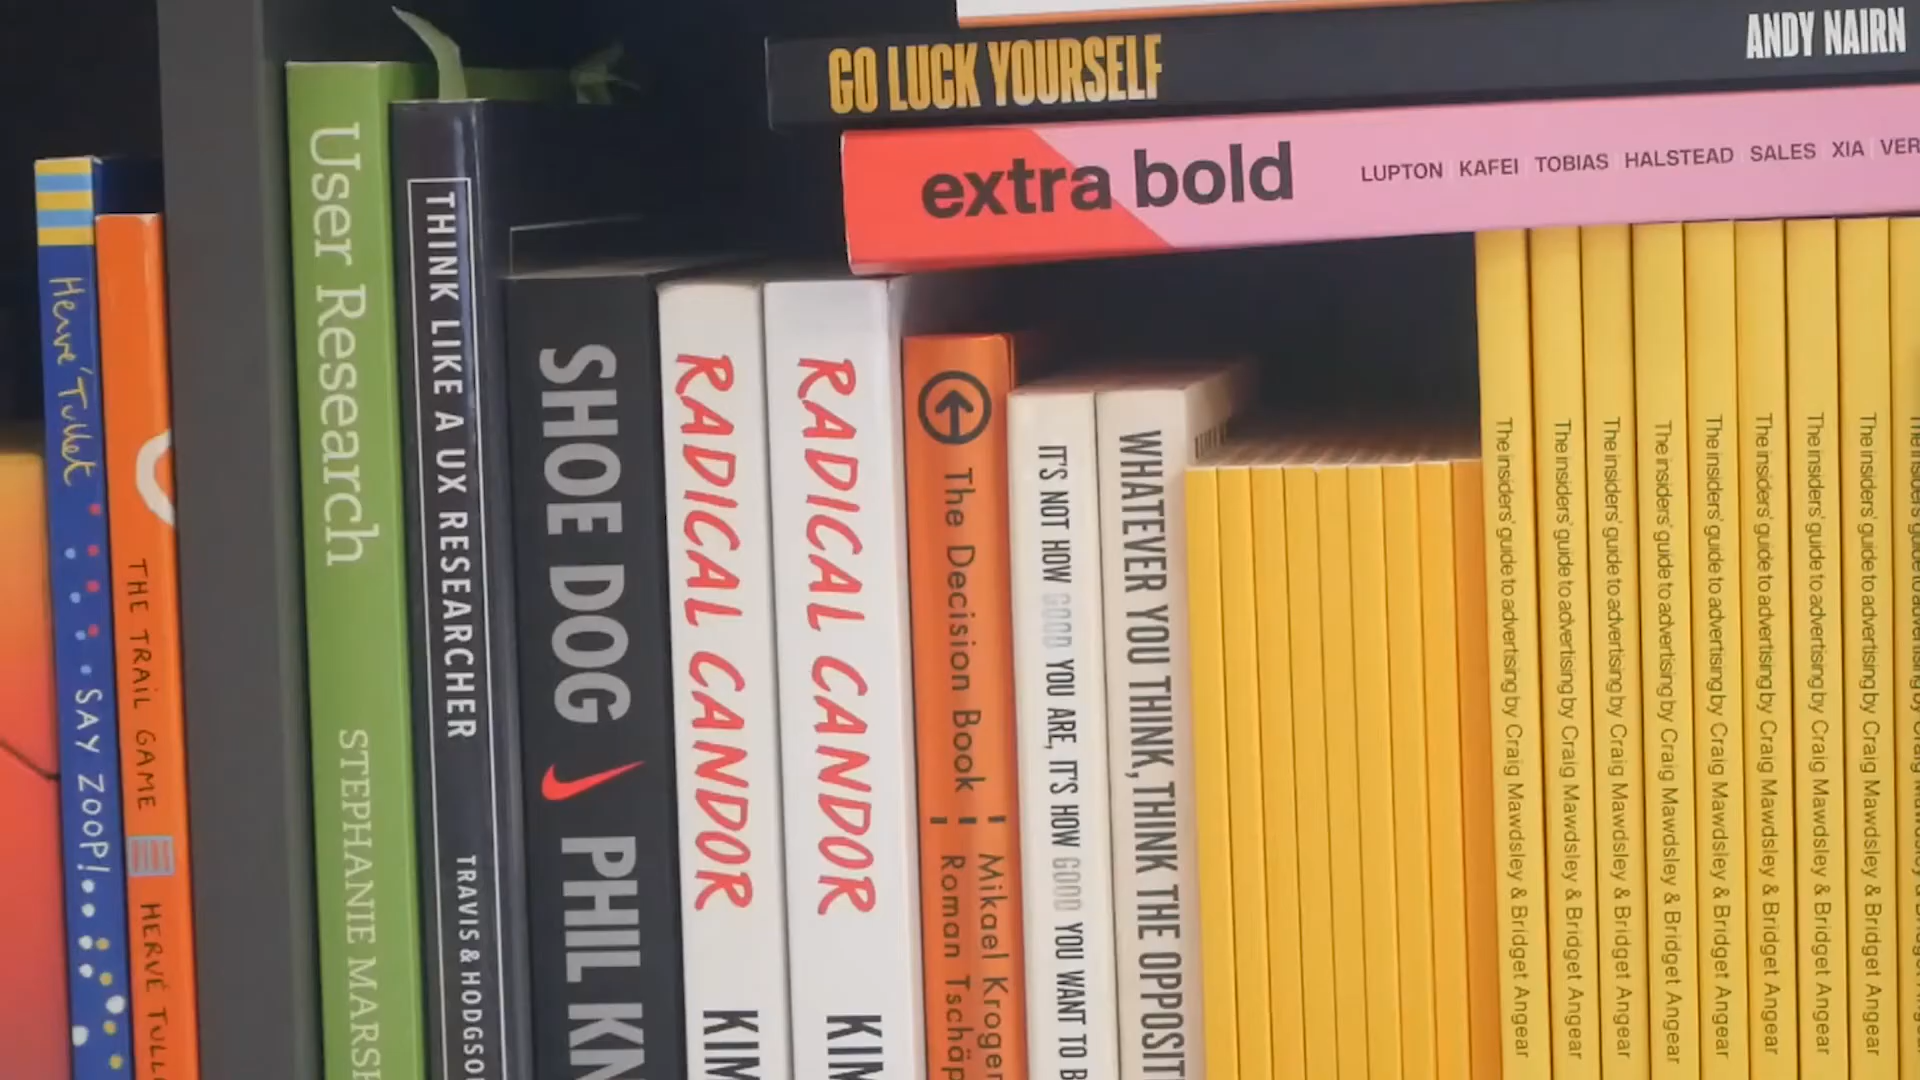 GO LUCK YOURSELF ANDY NAIRN
extra bold LUPTON KAFEI TOBIAS HALSTEAD SALES XIA VER
Hervé Tullet SAY ZOOP!
THE TRAIL GAME HERVÉ TULL
User Research STEPHANIE MARSH
THINK LIKE A UX RESEARCHER TRAVIS & HODGSO
SHOE DOG PHIL KN
RADICAL CANDOR KIM
RADICAL CANDOR KIM
The Decision Book
Mikael Kroger
Roman Tschäp
IT'S NOT HOW GOOD YOU ARE, IT'S HOW GOOD YOU WANT TO B
WHATEVER YOU THINK, THINK THE OPPOSIT
The insiders' guide to advertising by Craig Mawdsley & Bridget Angear
The insiders' guide to advertising by Craig Mawdsley & Bridget Angear
The insiders' guide to advertising by Craig Mawdsley & Bridget Angear
The insiders' guide to advertising by Craig Mawdsley & Bridget Angear
The insiders' guide to advertising by Craig Mawdsley & Bridget Angear
The insiders' guide to advertising by Craig Mawdsley & Bridget Angear
The insiders' guide to advertising by Craig Mawdsley & Bridget Angear
The insiders' guide to advertising by Craig Mawdsley & Bridget Angear